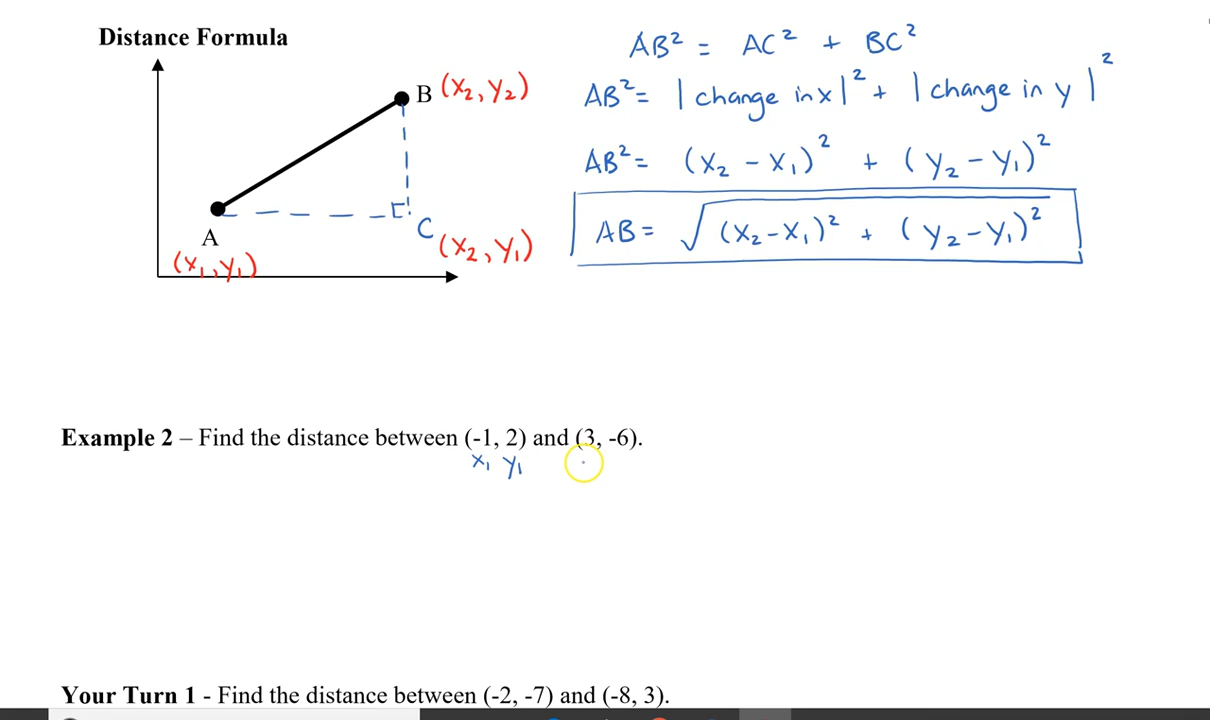 Distance Formula
AB² = AC² + BC²
B (x₂, y₂)
AB² = | change in x |² + | change in y |²
AB² = (x₂ - x₁)² + (y₂ - y₁)²
A
C
(x₁, y₁)
(x₂, y₁)
AB = √(x₂-x₁)² + (y₂-y₁)²
Example 2 – Find the distance between (-1, 2) and (3, -6).
x₁ y₁
Your Turn 1 - Find the distance between (-2, -7) and (-8, 3).